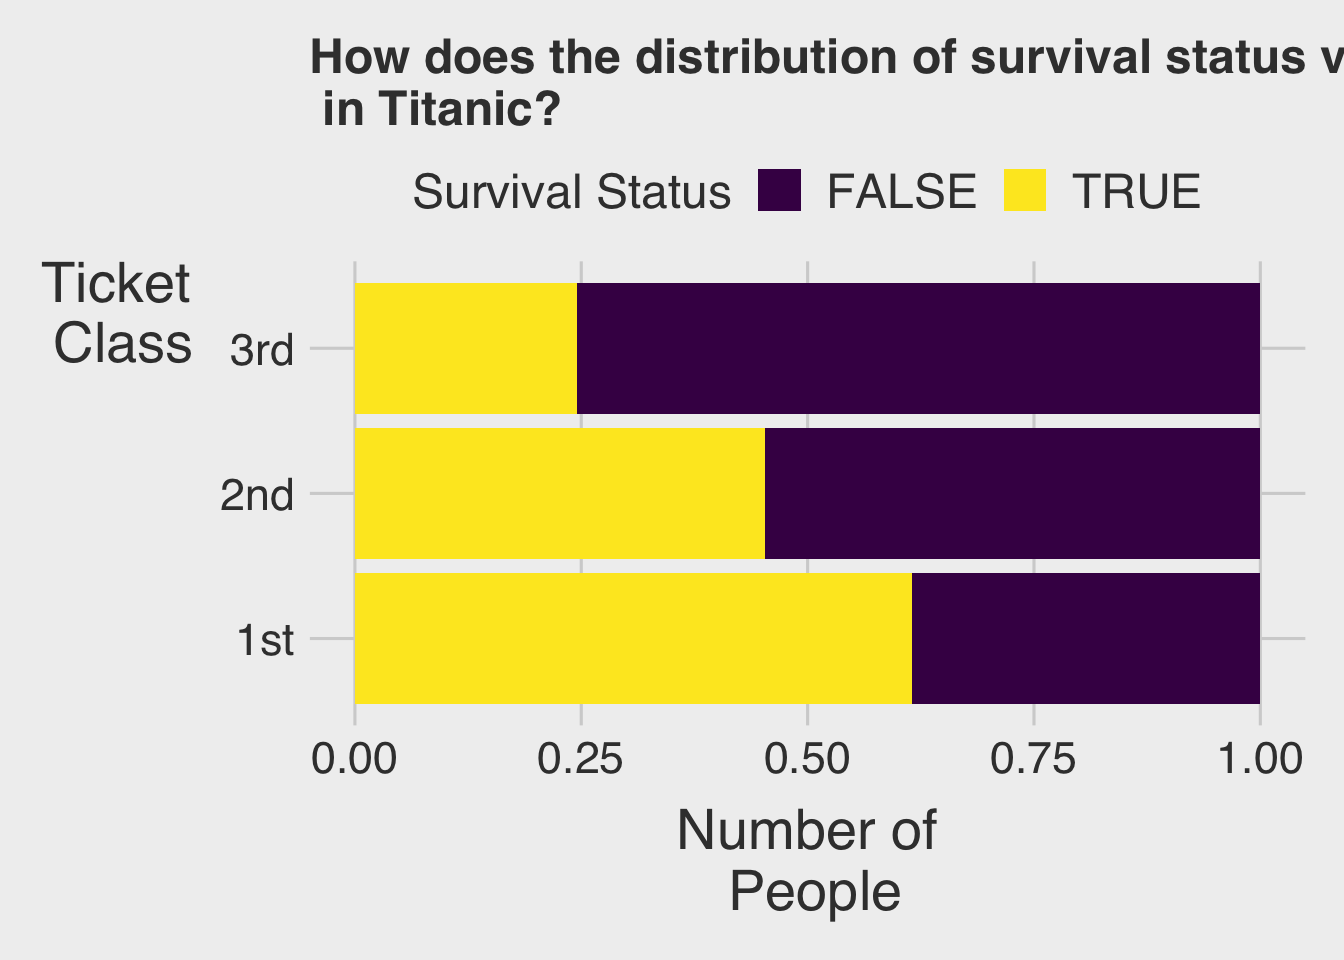 How does the distribution of survival status
in Titanic?
Survival Status FALSE TRUE
Ticket
Class
3rd
2nd
1st
0.00 0.25 0.50 0.75 1.00
Number of
People